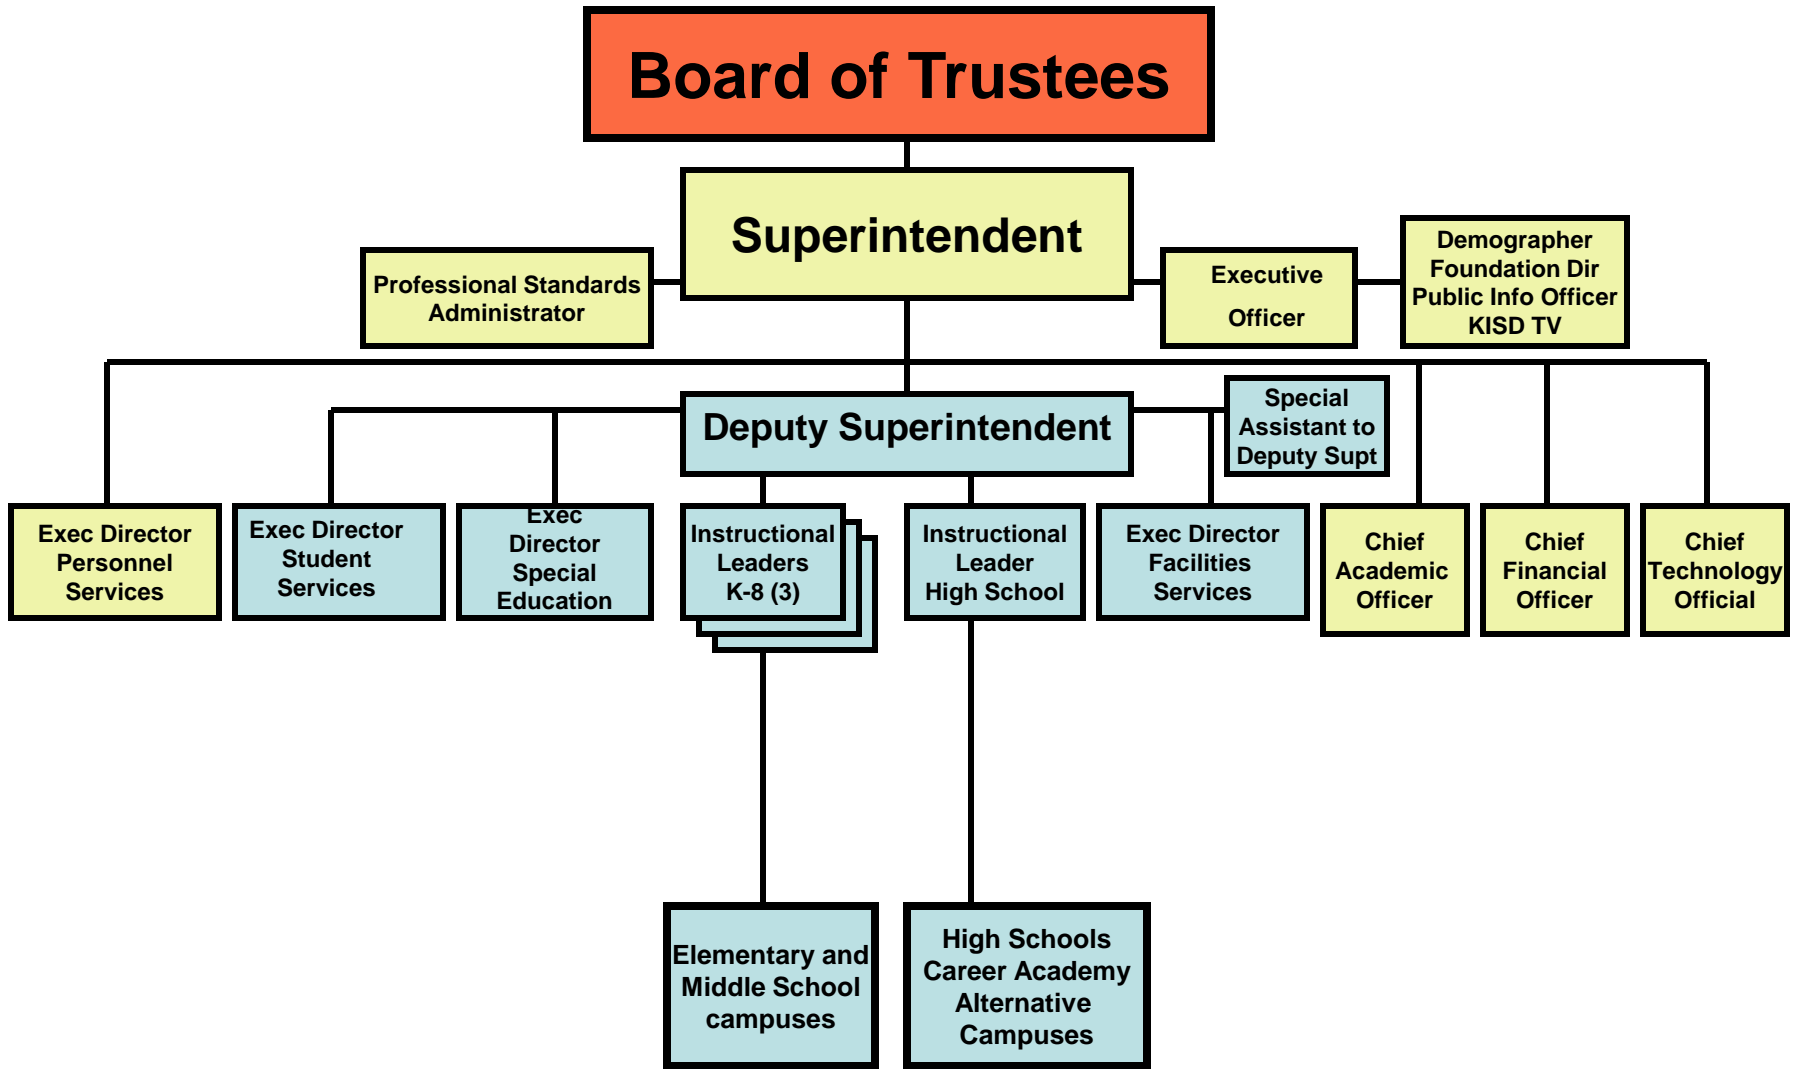 Board of Trustees
Superintendent
Professional Standards
Administrator
Executive
Officer
Demographer
Foundation Dir
Public Info Officer
KISD TV
Deputy Superintendent
Special
Assistant to
Deputy Supt
Exec Director
Personnel
Services
Exec Director
Student
Services
Exec
Director
Special
Education
Instructional
Leaders
K-8 (3)
Instructional
Leader
High School
Exec Director
Facilities
Services
Chief
Academic
Officer
Chief
Financial
Officer
Chief
Technology
Official
Elementary and
Middle School
campuses
High Schools
Career Academy
Alternative
Campuses